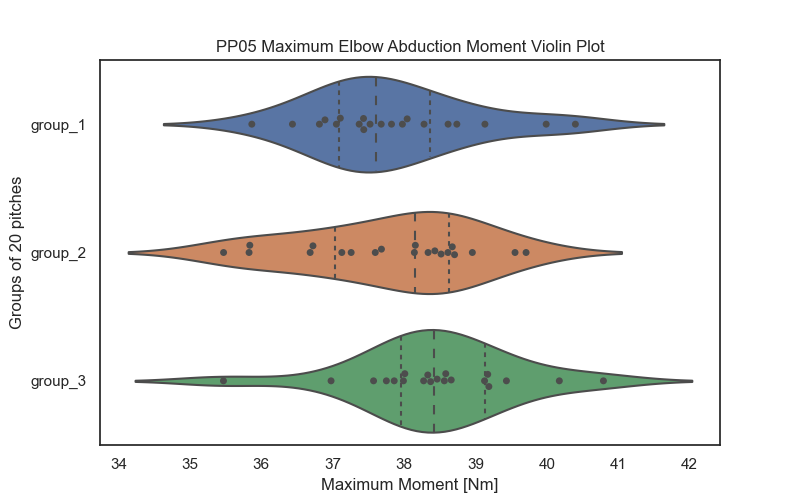 PP05 Maximum Elbow Abduction Moment Violin Plot
Groups of 20 pitches
group_1
group_2
group_3
34 35 36 37 38 39 40 41 42
Maximum Moment [Nm]